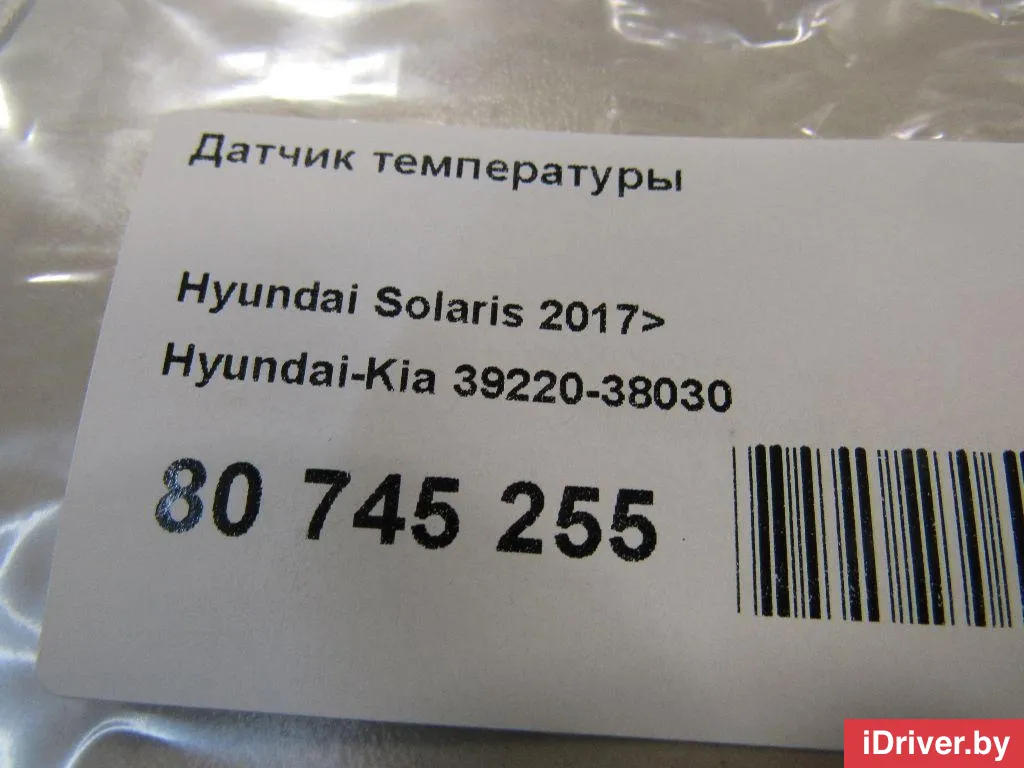 Датчик температуры
Hyundai Solaris 2017>
Hyundai-Kia 39220-38030
80 745 255
iDriver.by